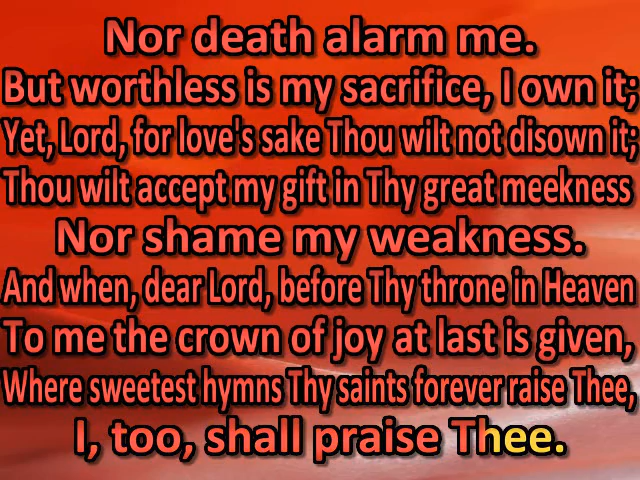 Nor death alarm me.
But worthless is my sacrifice, I own it;
Yet, Lord, for love's sake Thou wilt not disown it;
Thou wilt accept my gift in Thy great meekness
Nor shame my weakness.
And when, dear Lord, before Thy throne in Heaven
To me the crown of joy at last is given,
Where sweetest hymns Thy saints forever raise Thee,
I, too, shall praise Thee.